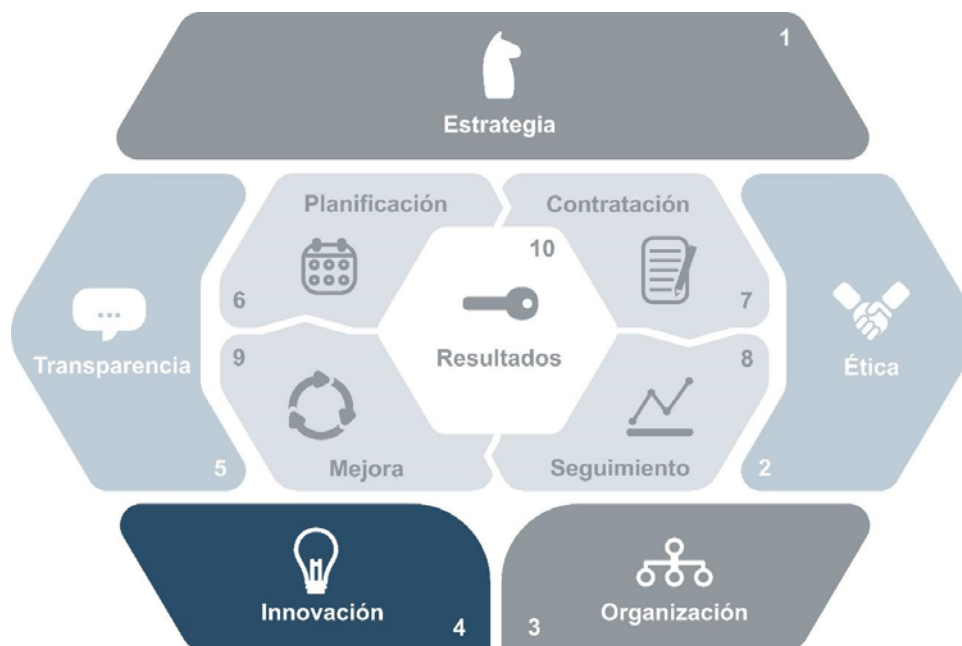 1
Estrategia
Planificación
Contratación
10
6
7
Transparencia
Resultados
Ética
9
8
Mejora
Seguimiento
5
2
Innovación
Organización
4
3